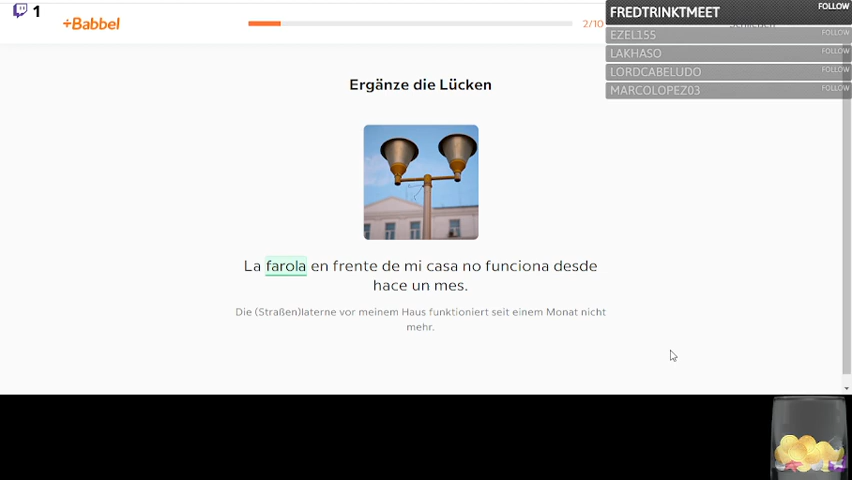 1
+Babbel
2/10
FREDTRINKTMEET FOLLOW
EZEL155 FOLLOW
LAKHASO FOLLOW
LORDCABELUDO FOLLOW
MARCOLOPEZ03 FOLLOW
Ergänze die Lücken
La farola en frente de mi casa no funciona desde
hace un mes.
Die (Straßen)laterne vor meinem Haus funktioniert seit einem Monat nicht
mehr.